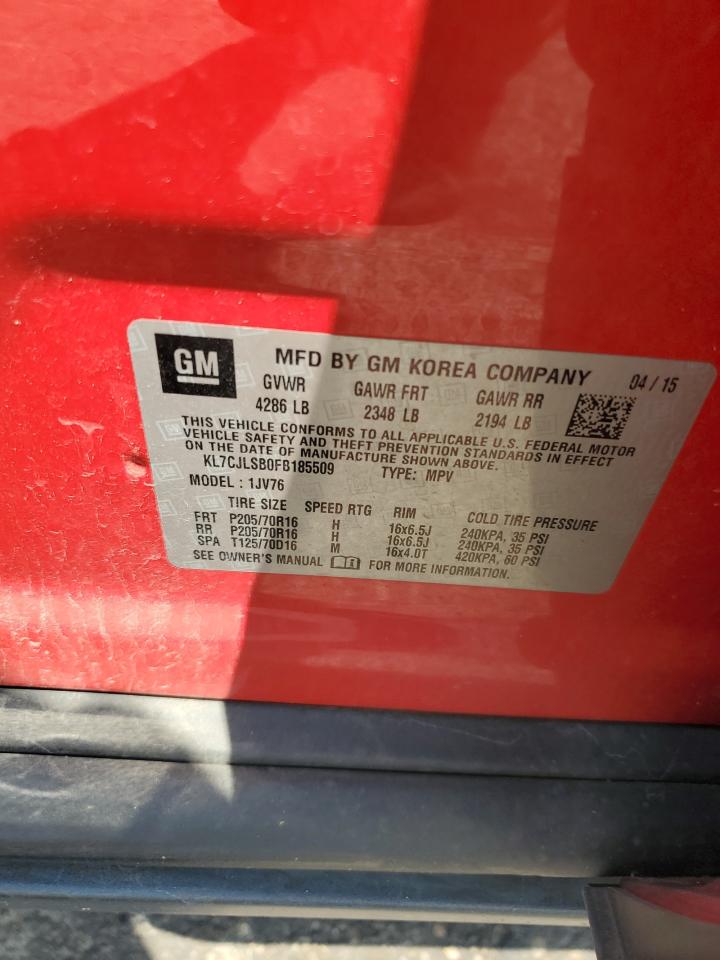 GM MFD BY GM KOREA COMPANY 04 / 15
GVWR GAWR FRT GAWR RR
4286 LB 2348 LB 2194 LB
THIS VEHICLE CONFORMS TO ALL APPLICABLE U.S. FEDERAL MOTOR
VEHICLE SAFETY AND THEFT PREVENTION STANDARDS IN EFFECT
ON THE DATE OF MANUFACTURE SHOWN ABOVE.
KL7CJLSB0FB185509 TYPE: MPV
MODEL : 1JV76
TIRE SIZE SPEED RTG RIM COLD TIRE PRESSURE
FRT P205/70R16 H 16x6.5J 240KPA, 35 PSI
RR P205/70R16 H 16x6.5J 240KPA, 35 PSI
SPA T125/70D16 M 16x4.0T 420KPA, 60 PSI
SEE OWNER'S MANUAL FOR MORE INFORMATION.